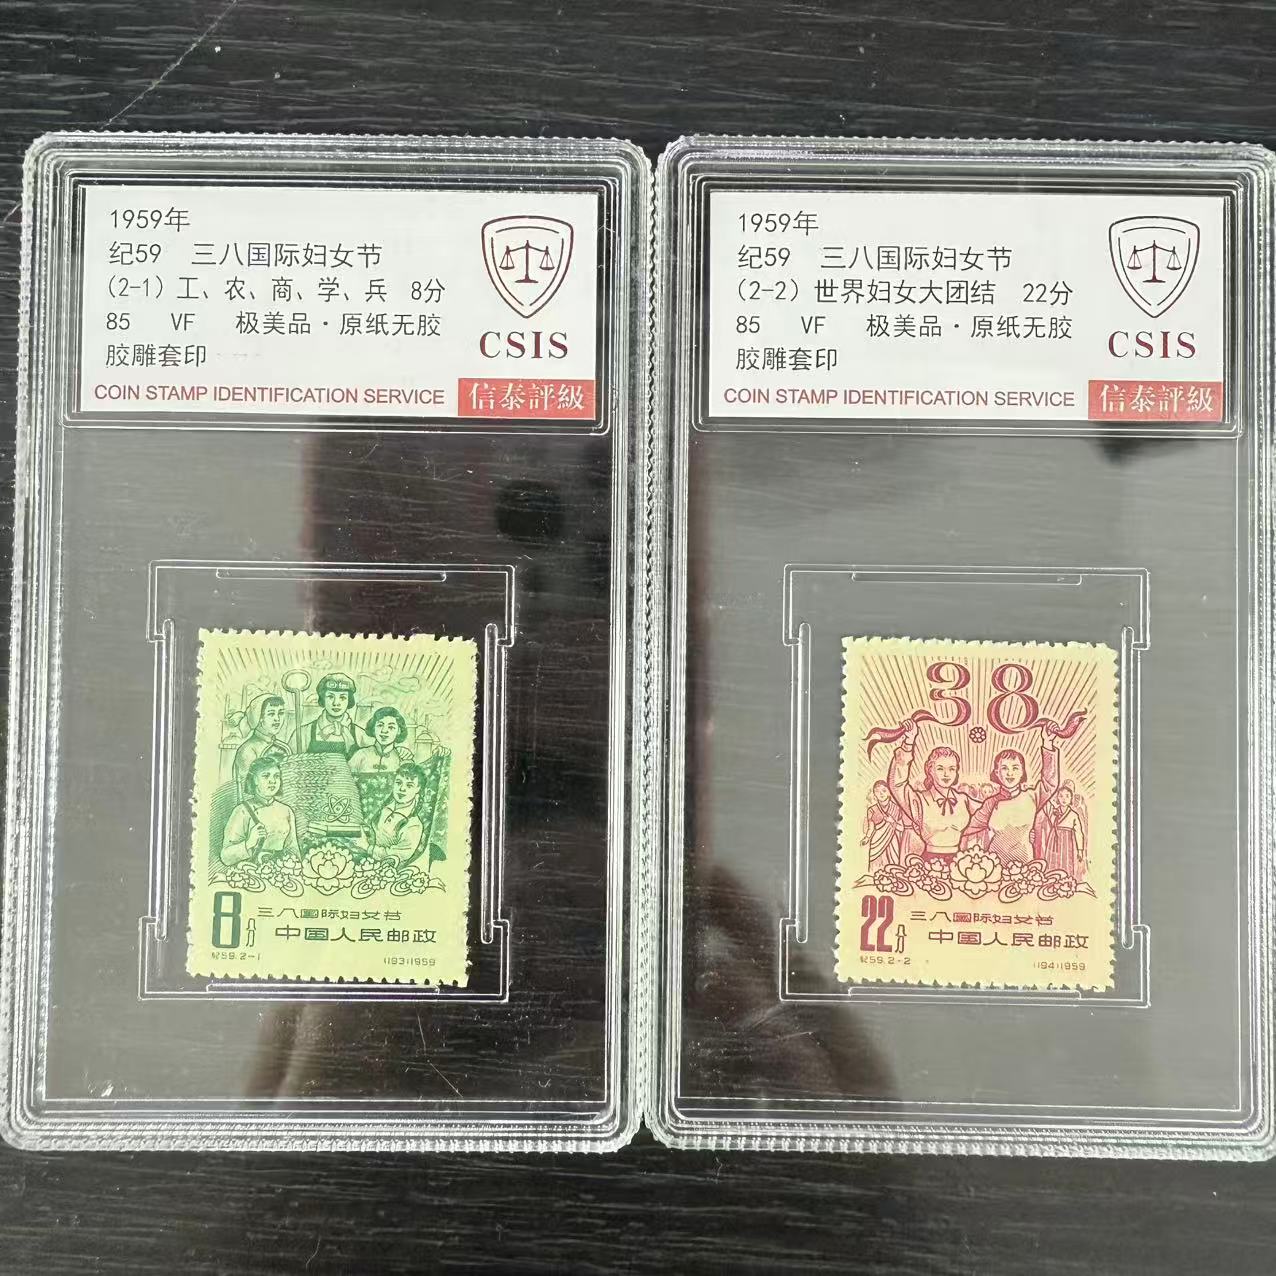 1959年
纪59 三八国际妇女节
(2-1) 工、农、商、学、兵 8分
85 VF 极美品·原纸无胶
胶雕套印
CSIS
COIN STAMP IDENTIFICATION SERVICE 信泰評級
8分 三八国际妇女节
中国人民邮政
纪59.2-1 (193)1959
1959年
纪59 三八国际妇女节
(2-2) 世界妇女大团结 22分
85 VF 极美品·原纸无胶
胶雕套印
CSIS
COIN STAMP IDENTIFICATION SERVICE 信泰評級
3.8
22分 三八国际妇女节
中国人民邮政
纪59.2-2 (194)1959